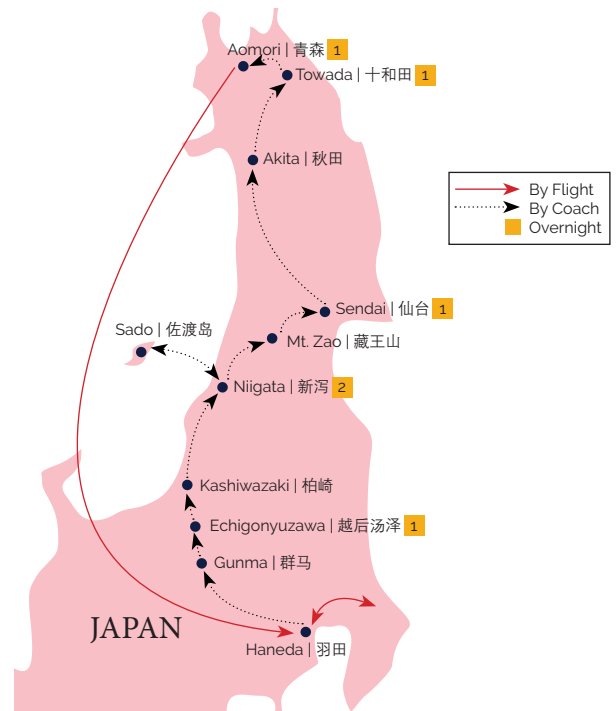 Aomori | 青森 1
Towada | 十和田 1
Akita | 秋田
By Flight
By Coach
Overnight
Sendai | 仙台 1
Sado | 佐渡岛
Mt. Zao | 藏王山
Niigata | 新泻 2
Kashiwazaki | 柏崎
Echigonyuzawa | 越后汤泽 1
Gunma | 群马
JAPAN
Haneda | 羽田